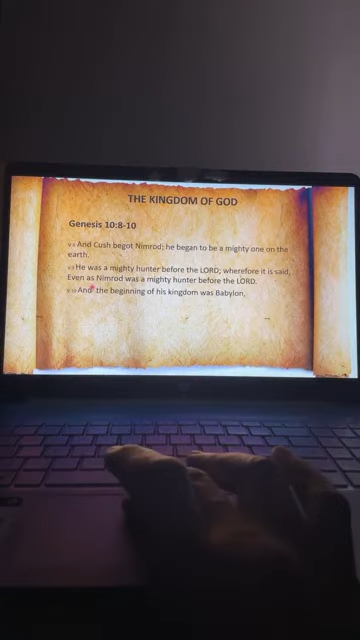 THE KINGDOM OF GOD
Genesis 10:8-10
V.8 And Cush begot Nimrod; he began to be a mighty one on the
earth.
V.9 He was a mighty hunter before the LORD; wherefore it is said,
Even as Nimrod was a mighty hunter before the LORD.
V.10 And the beginning of his kingdom was Babylon,